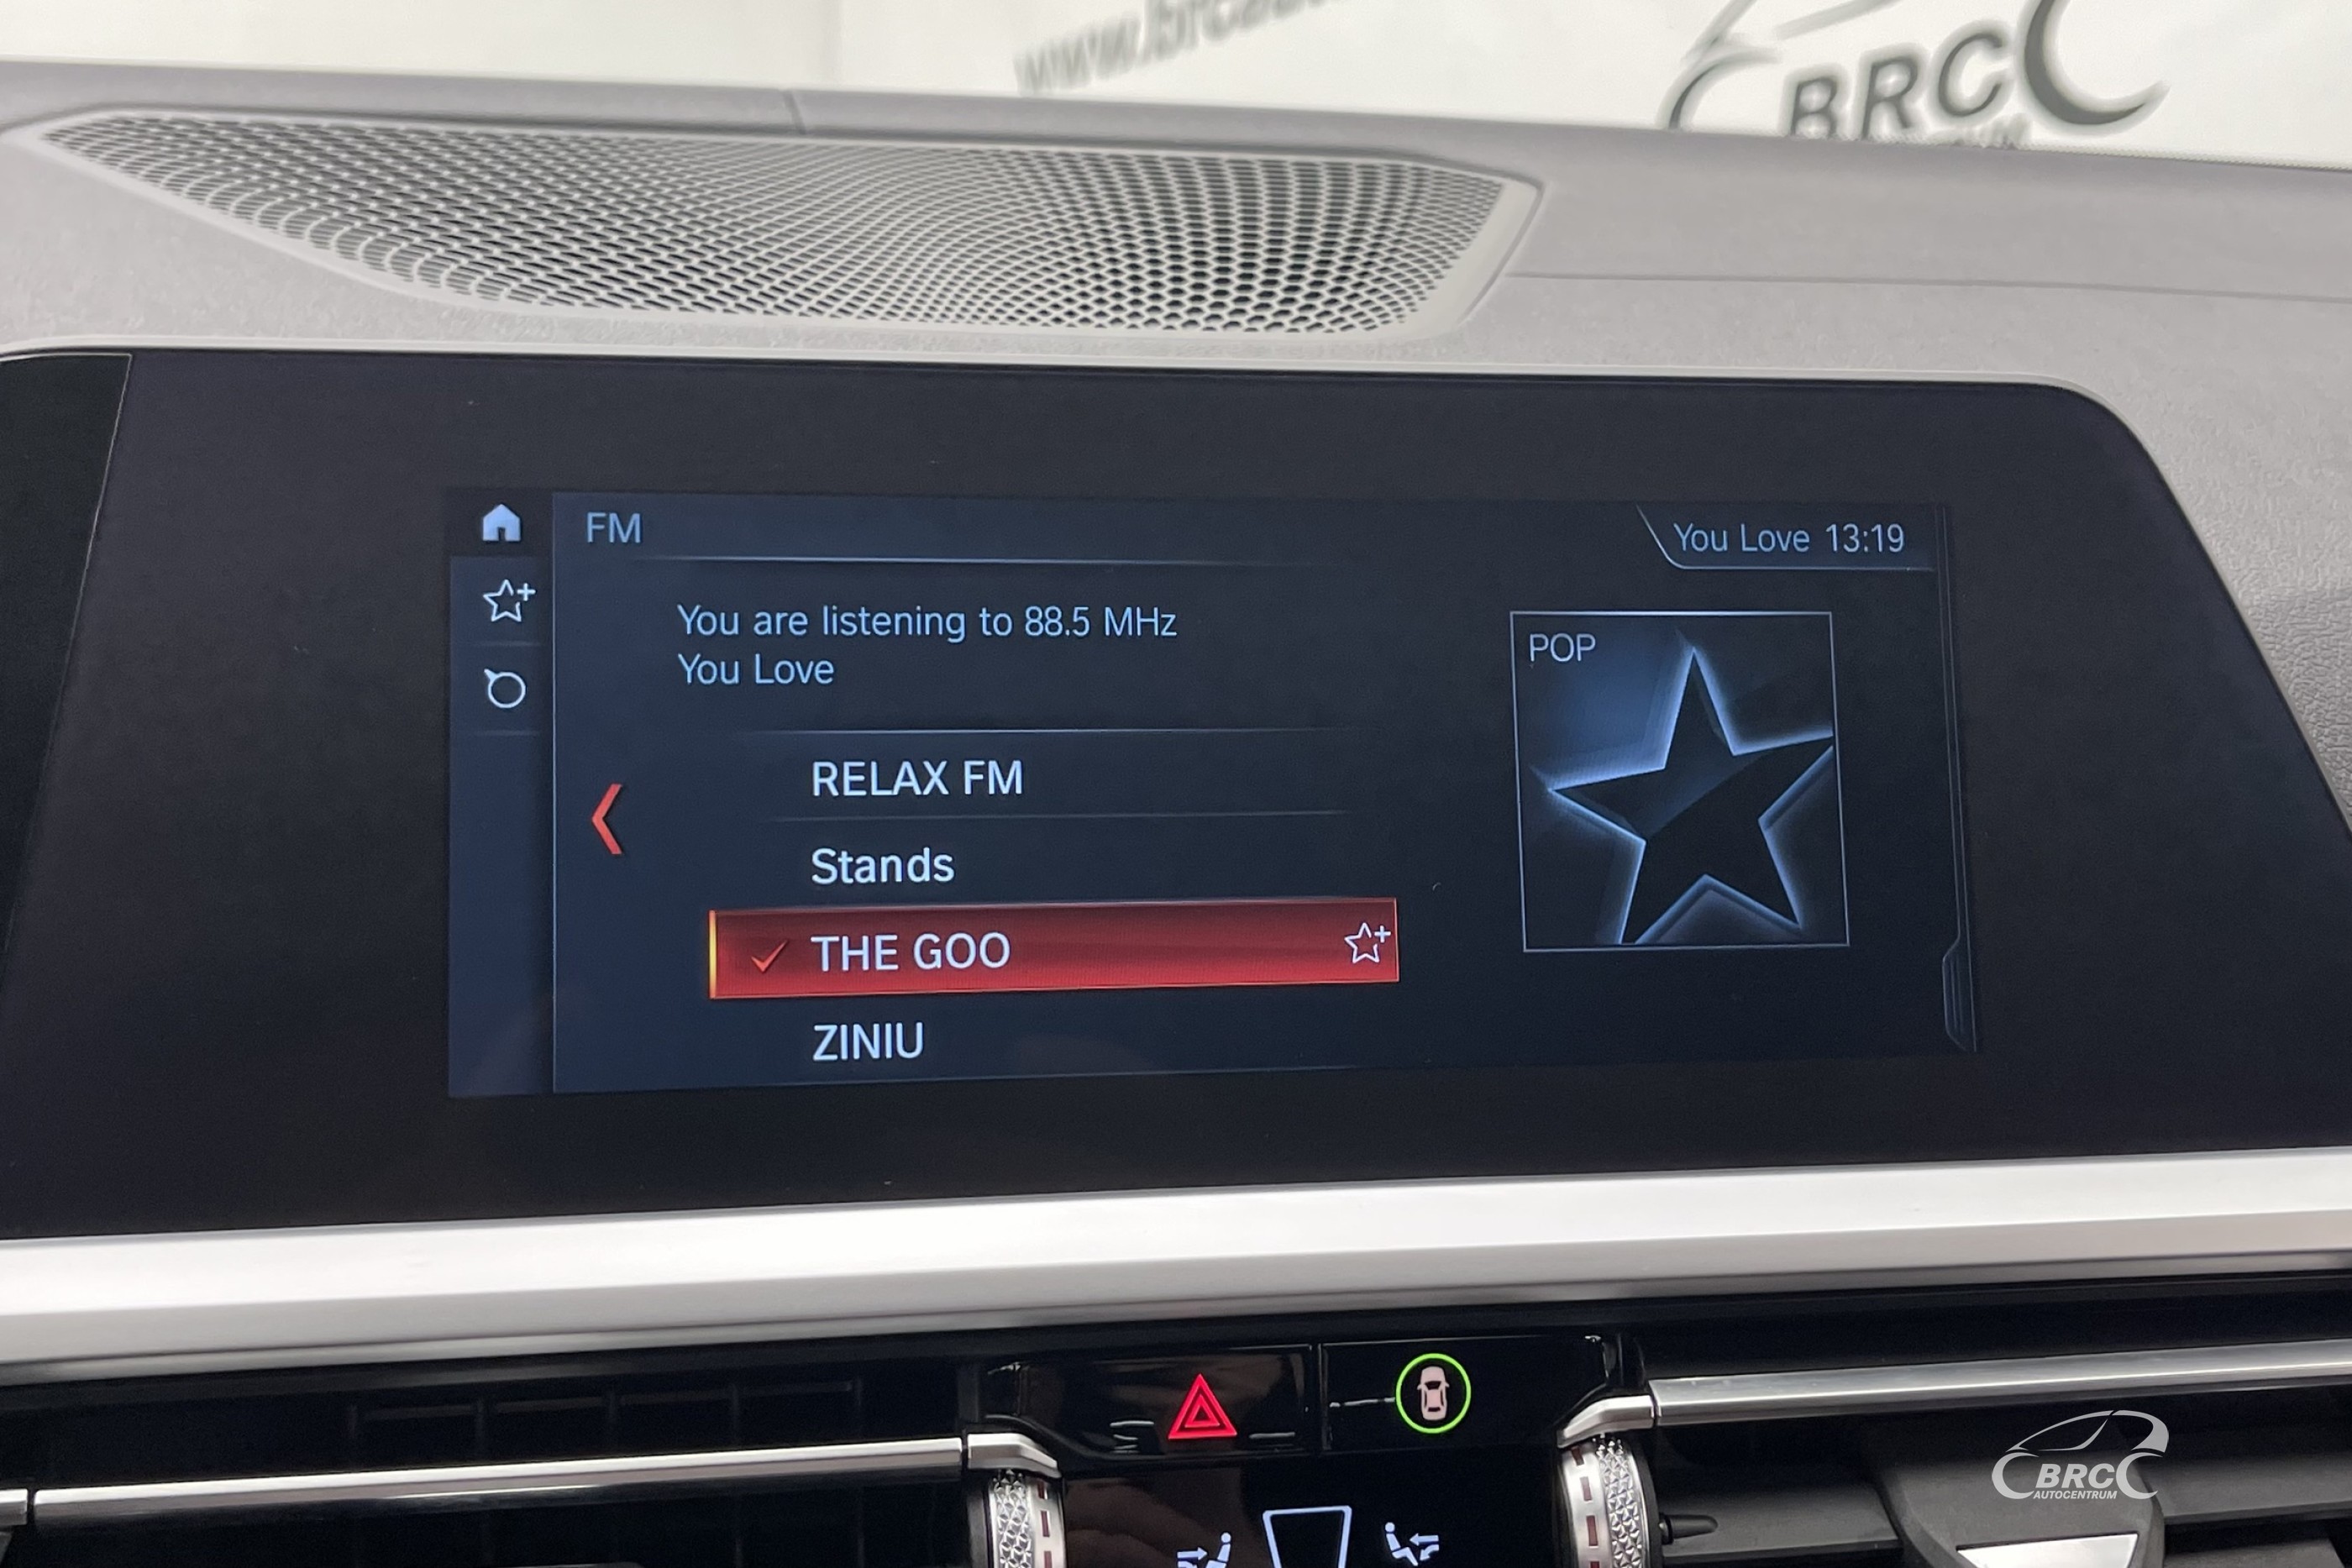 BRC
FM
You Love 13:19
You are listening to 88.5 MHz
You Love
POP
RELAX FM
Stands
THE GOO
ZINIU
BRC
AUTOCENTRUM